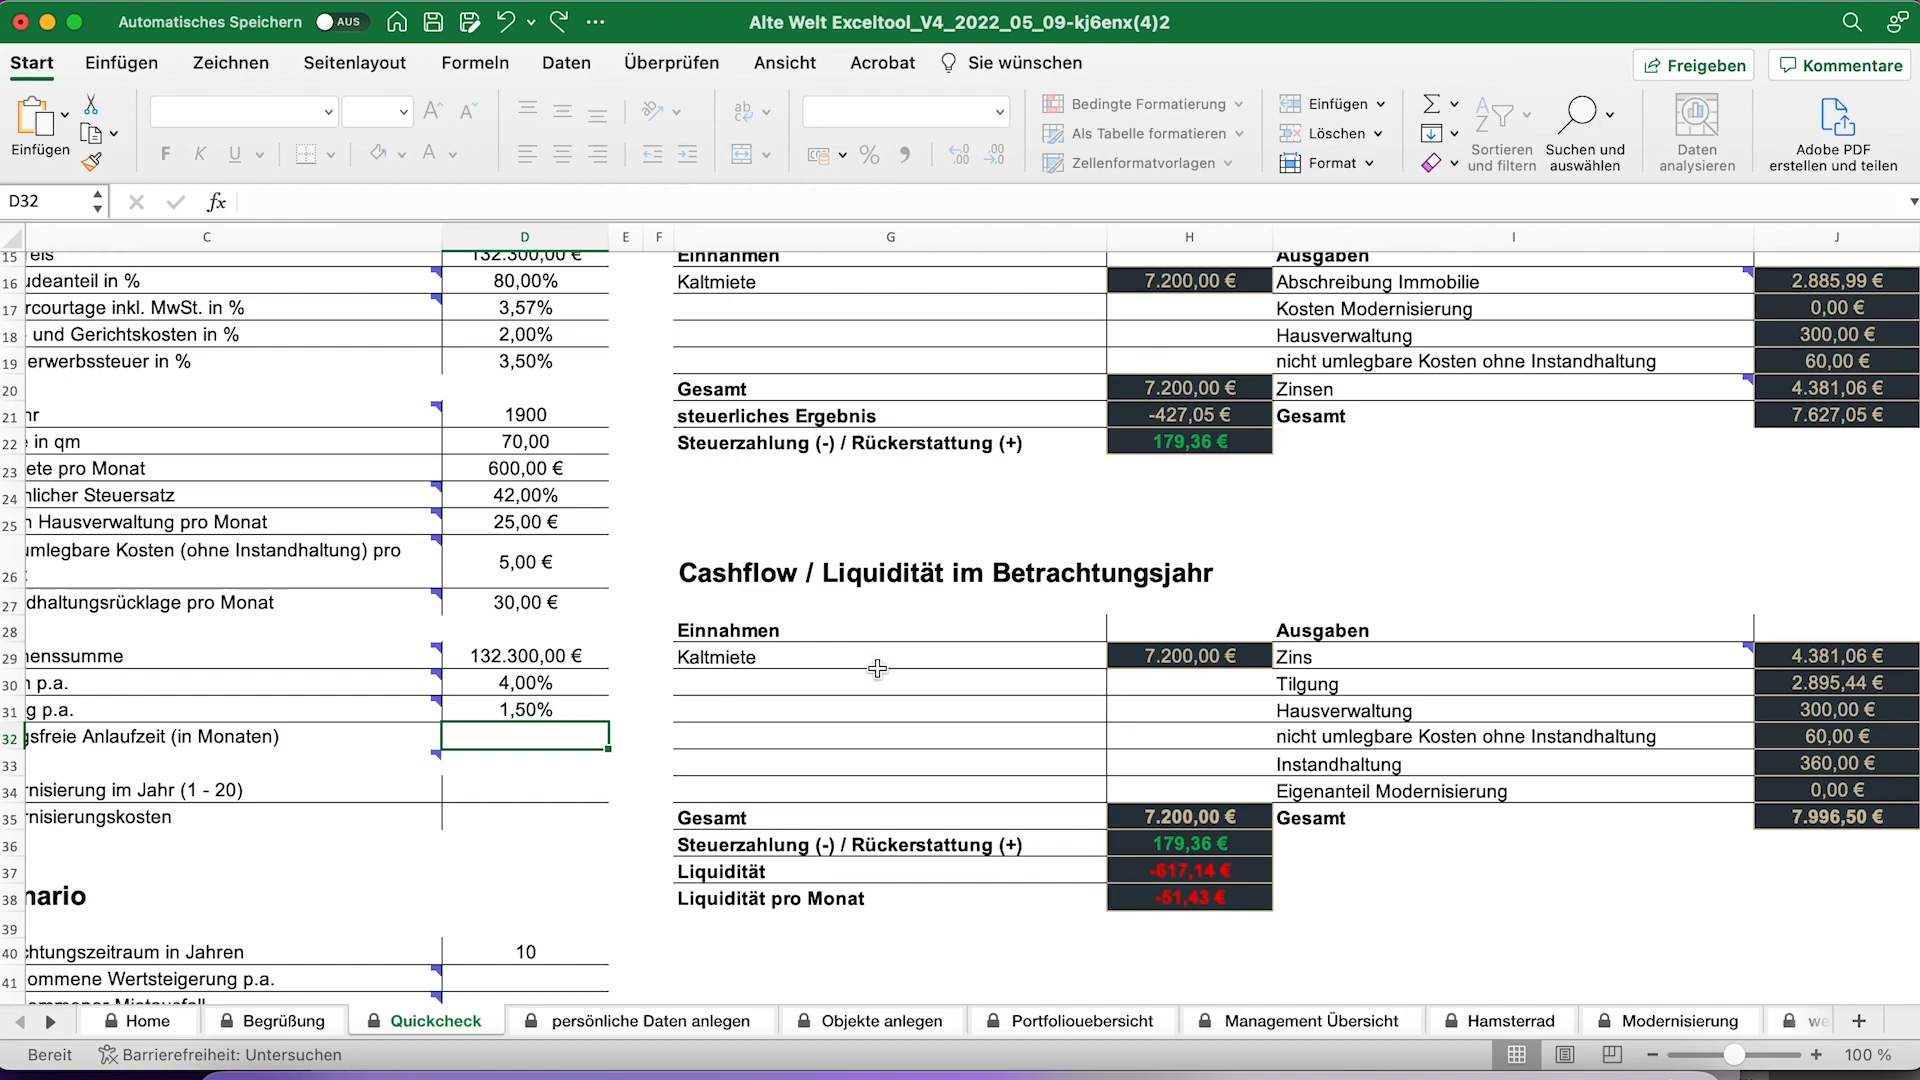 Automatisches Speichern AUS
Alte Welt Exceltool_V4_2022_05_09-kj6enx(4)2
Start Einfügen Zeichnen Seitenlayout Formeln Daten Überprüfen Ansicht Acrobat Sie wünschen
Freigeben Kommentare
Einfügen
F K U A
Bedingte Formatierung
Als Tabelle formatieren
Zellenformatvorlagen
Einfügen
Löschen
Format
Sortieren und filtern
Suchen und auswählen
Daten analysieren
Adobe PDF erstellen und teilen
D32 fx
C D E F G H I J
15 eis 132.300,00 € Einnahmen Ausgaben
16 udeanteil in % 80,00% Kaltmiete 7.200,00 € Abschreibung Immobilie 2.885,99 €
17 rcourtage inkl. MwSt. in % 3,57% Kosten Modernisierung 0,00 €
18 und Gerichtskosten in % 2,00% Hausverwaltung 300,00 €
19 erwerbssteuer in % 3,50% nicht umlegbare Kosten ohne Instandhaltung 60,00 €
20 Gesamt 7.200,00 € Zinsen 4.381,06 €
21 hr 1900 steuerliches Ergebnis -427,05 € Gesamt 7.627,05 €
22 in qm 70,00 Steuerzahlung (-) / Rückerstattung (+) 179,36 €
23 ete pro Monat 600,00 €
24 nlicher Steuersatz 42,00%
25 n Hausverwaltung pro Monat 25,00 €
26 umlegbare Kosten (ohne Instandhaltung) pro 5,00 € Cashflow / Liquidität im Betrachtungsjahr
27 dhaltungsrücklage pro Monat 30,00 €
28 Einnahmen Ausgaben
29 nenssumme 132.300,00 € Kaltmiete 7.200,00 € Zins 4.381,06 €
30 n p.a. 4,00% Tilgung 2.895,44 €
31 g p.a. 1,50% Hausverwaltung 300,00 €
32 gsfreie Anlaufzeit (in Monaten) nicht umlegbare Kosten ohne Instandhaltung 60,00 €
33 Instandhaltung 360,00 €
34 rnisierung im Jahr (1 - 20) Eigenanteil Modernisierung 0,00 €
35 rnisierungskosten Gesamt 7.200,00 € Gesamt 7.996,50 €
36 Steuerzahlung (-) / Rückerstattung (+) 179,36 €
37 Liquidität -617,14 €
38 nario Liquidität pro Monat -51,43 €
39
40 chtungszeitraum in Jahren 10
41 ommene Wertsteigerung p.a.
ommener Mietausfall
Home Begrüßung Quickcheck persönliche Daten anlegen Objekte anlegen Portfoliouebersicht Management Übersicht Hamsterrad Modernisierung we
Bereit Barrierefreiheit: Untersuchen 100 %